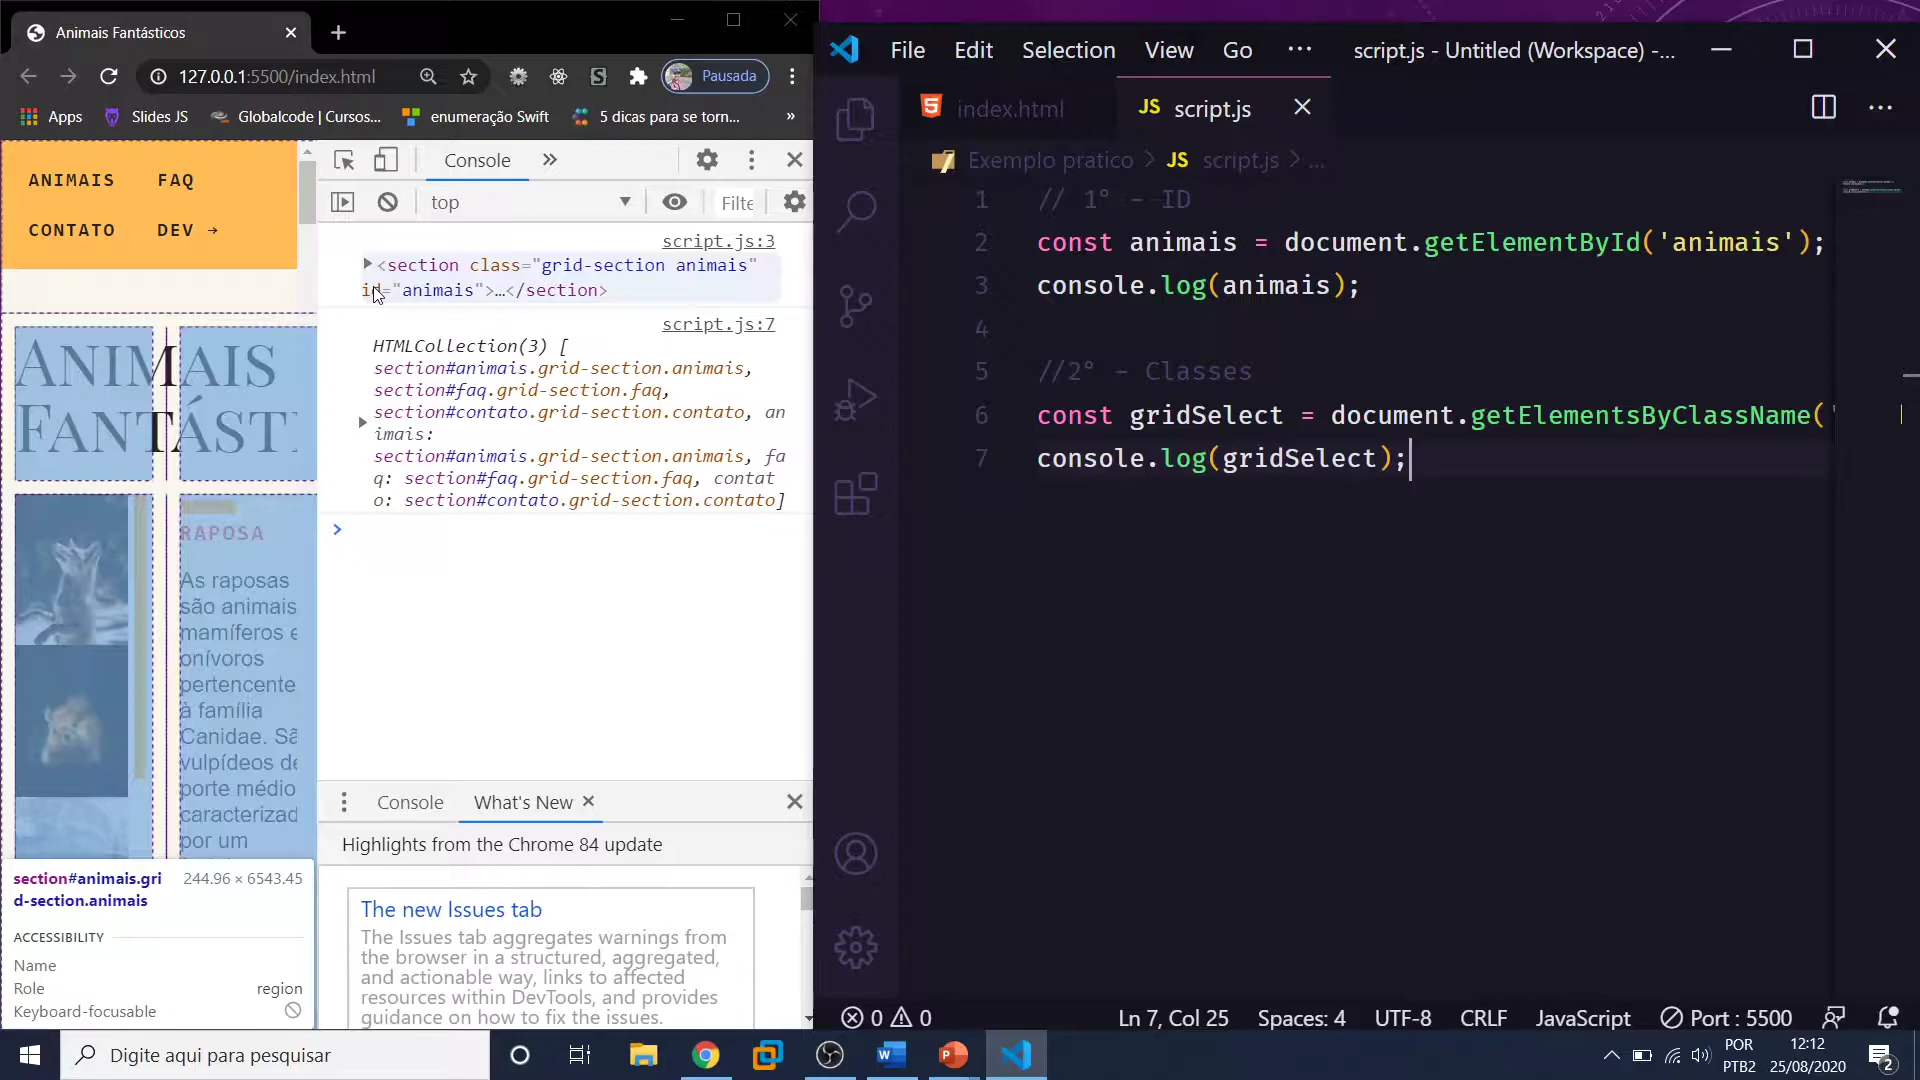 Animais Fantásticos
127.0.0.1:5500/index.html
Pausada
Apps
Slides JS
Globalcode | Cursos...
enumeração Swift
5 dicas para se torn...
»
ANIMAIS
FAQ
CONTATO
DEV →
ANIMAIS
FANTÁST
RAPOSA
As raposas
são animais
mamíferos e
onívoros
pertencente
à família
Canidae. Sã
vulpídeos de
porte médio
caracterizad
por um
section#animais.gri
d-section.animais
244.96 × 6543.45
ACCESSIBILITY
Name
Role
region
Keyboard-focusable
Console
»
top
Filte
script.js:3
<section class="grid-section animais"
id="animais">…</section>
script.js:7
HTMLCollection(3) [
section#animais.grid-section.animais,
section#faq.grid-section.faq,
section#contato.grid-section.contato, an
imais:
section#animais.grid-section.animais, fa
q: section#faq.grid-section.faq, contat
o: section#contato.grid-section.contato]
>
Console
What's New
Highlights from the Chrome 84 update
The new Issues tab
The Issues tab aggregates warnings from
the browser in a structured, aggregated,
and actionable way, links to affected
resources within DevTools, and provides
guidance on how to fix the issues.
File
Edit
Selection
View
Go
···
script.js - Untitled (Workspace) -...
index.html
JS script.js
Exemplo pratico > JS script.js > ...
1 // 1° - ID
2 const animais = document.getElementById('animais');
3 console.log(animais);
4
5 //2° - Classes
6 const gridSelect = document.getElementsByClassName('
7 console.log(gridSelect);
0
0
Ln 7, Col 25
Spaces: 4
UTF-8
CRLF
JavaScript
Port : 5500
Digite aqui para pesquisar
POR
PTB2
12:12
25/08/2020
2